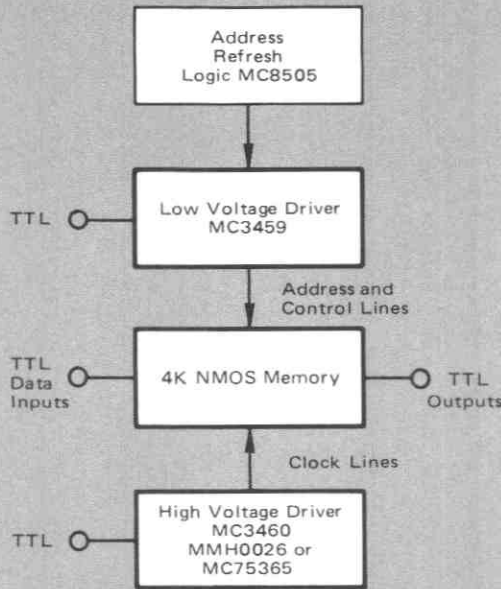 Address
Refresh
Logic MC8505
TTL
Low Voltage Driver
MC3459
Address and
Control Lines
TTL
Data
Inputs
4K NMOS Memory
TTL
Outputs
Clock Lines
TTL
High Voltage Driver
MC3460
MMH0026 or
MC75365